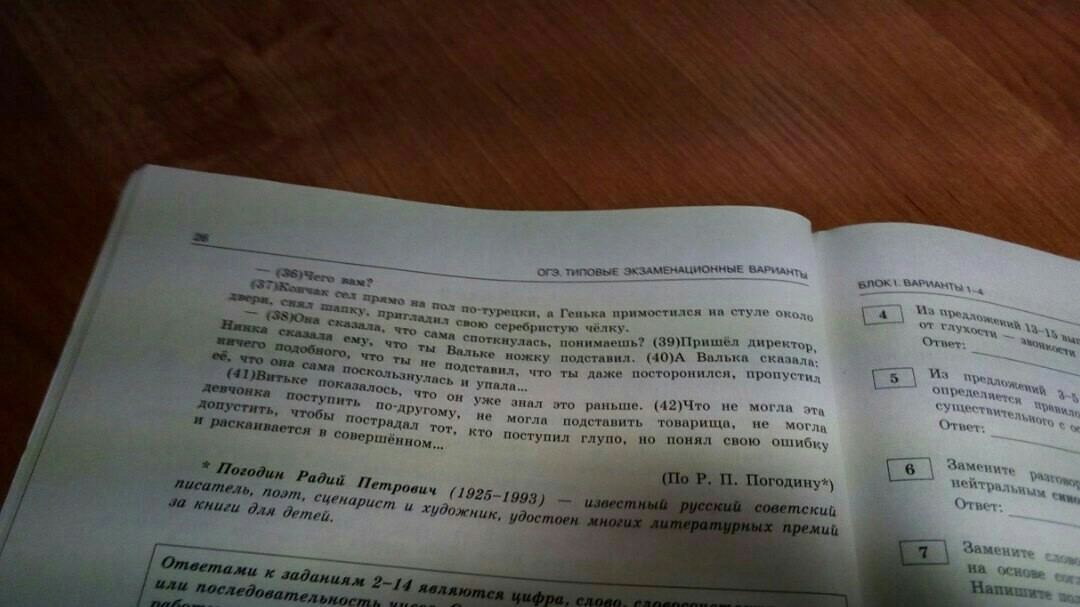 26
ОГЭ. ТИПОВЫЕ ЭКЗАМЕНАЦИОННЫЕ ВАРИАНТЫ
— (36)Чего вам?
(37)Кончак сел прямо на пол по-турецки, а Генька примостился на стуле около
двери, снял шапку, пригладил свою серебристую чёлку.
— (38)Она сказала, что сама споткнулась, понимаешь? (39)Пришёл директор,
Нинка сказала ему, что ты Вальке ножку подставил. (40)А Валька сказала:
ничего подобного, что ты не подставил, что ты даже посторонился, пропустил
её, что она сама поскользнулась и упала...
(41)Витьке показалось, что он уже знал это раньше. (42)Что не могла эта
девчонка поступить по-другому, не могла подставить товарища, не могла
допустить, чтобы пострадал тот, кто поступил глупо, но понял свою ошибку
и раскаивается в совершённом...
(По Р. П. Погодину*)
* Погодин Радий Петрович (1925–1993) — известный русский советский
писатель, поэт, сценарист и художник, удостоен многих литературных премий
за книги для детей.
Ответами к заданиям 2–14 являются цифра, слово,
или последовательность
БЛОК I. ВАРИАНТЫ 1–4
4 Из предложений 13–15
от глухости — звонкости
Ответ:
5 Из предложений 3–5
определяется
существительного с
Ответ:
6 Замените
нейтральным
Ответ:
7 Замените
на основе
Напишите